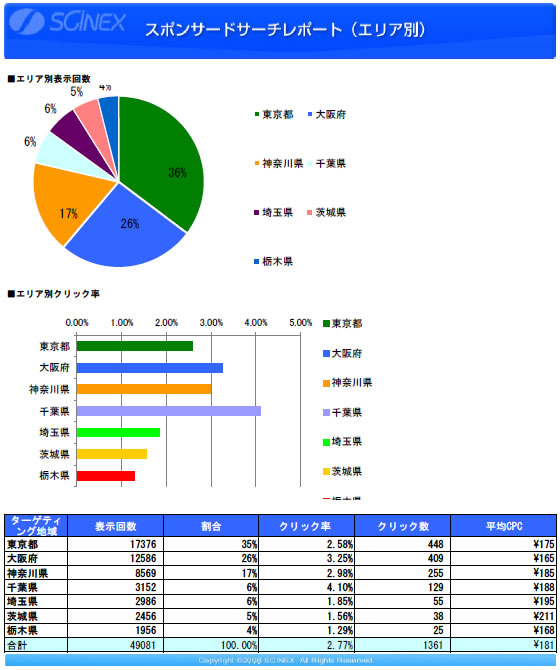 SCINEX
スポンサードサーチレポート（エリア別）
■エリア別表示回数
4%
5%
6%
6%
17%
26%
36%
東京都 大阪府
神奈川県 千葉県
埼玉県 茨城県
栃木県
■エリア別クリック率
0.00% 1.00% 2.00% 3.00% 4.00% 5.00%
東京都
大阪府
神奈川県
千葉県
埼玉県
茨城県
栃木県
東京都
大阪府
神奈川県
千葉県
埼玉県
茨城県
ターゲティング地域 表示回数 割合 クリック率 クリック数 平均CPC
東京都 17376 35% 2.58% 448 ¥175
大阪府 12586 26% 3.25% 409 ¥165
神奈川県 8569 17% 2.98% 255 ¥185
千葉県 3152 6% 4.10% 129 ¥188
埼玉県 2986 6% 1.85% 55 ¥195
茨城県 2456 5% 1.56% 38 ¥211
栃木県 1956 4% 1.29% 25 ¥168
合計 49081 100.00% 2.77% 1361 ¥181
Copyright ©2008 SCINEX All Rights Reserved.